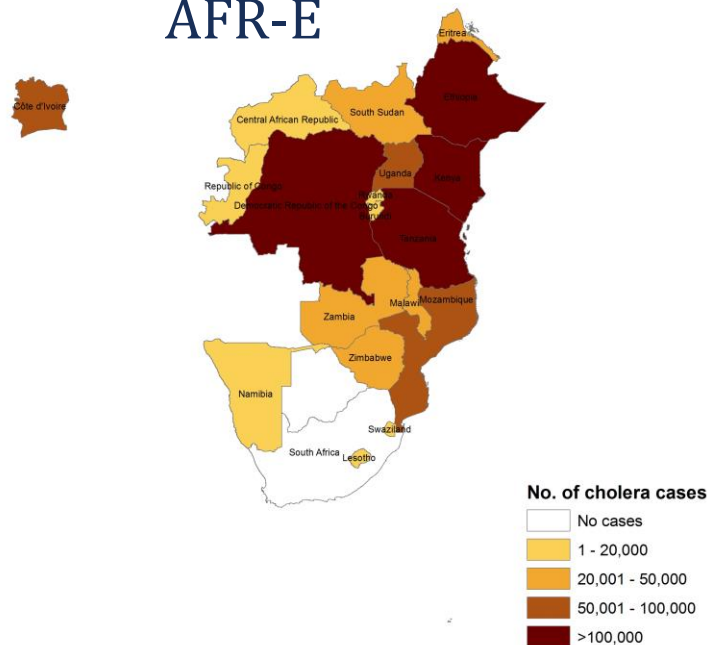 AFR-E
Eritrea
Côte d'Ivoire
Ethiopia
South Sudan
Central African Republic
Uganda
Kenya
Republic of Congo
Rwanda
Democratic Republic of the Congo
Burundi
Tanzania
Malawi
Mozambique
Zambia
Zimbabwe
Namibia
Swaziland
South Africa
Lesotho
No. of cholera cases
No cases
1 - 20,000
20,001 - 50,000
50,001 - 100,000
>100,000